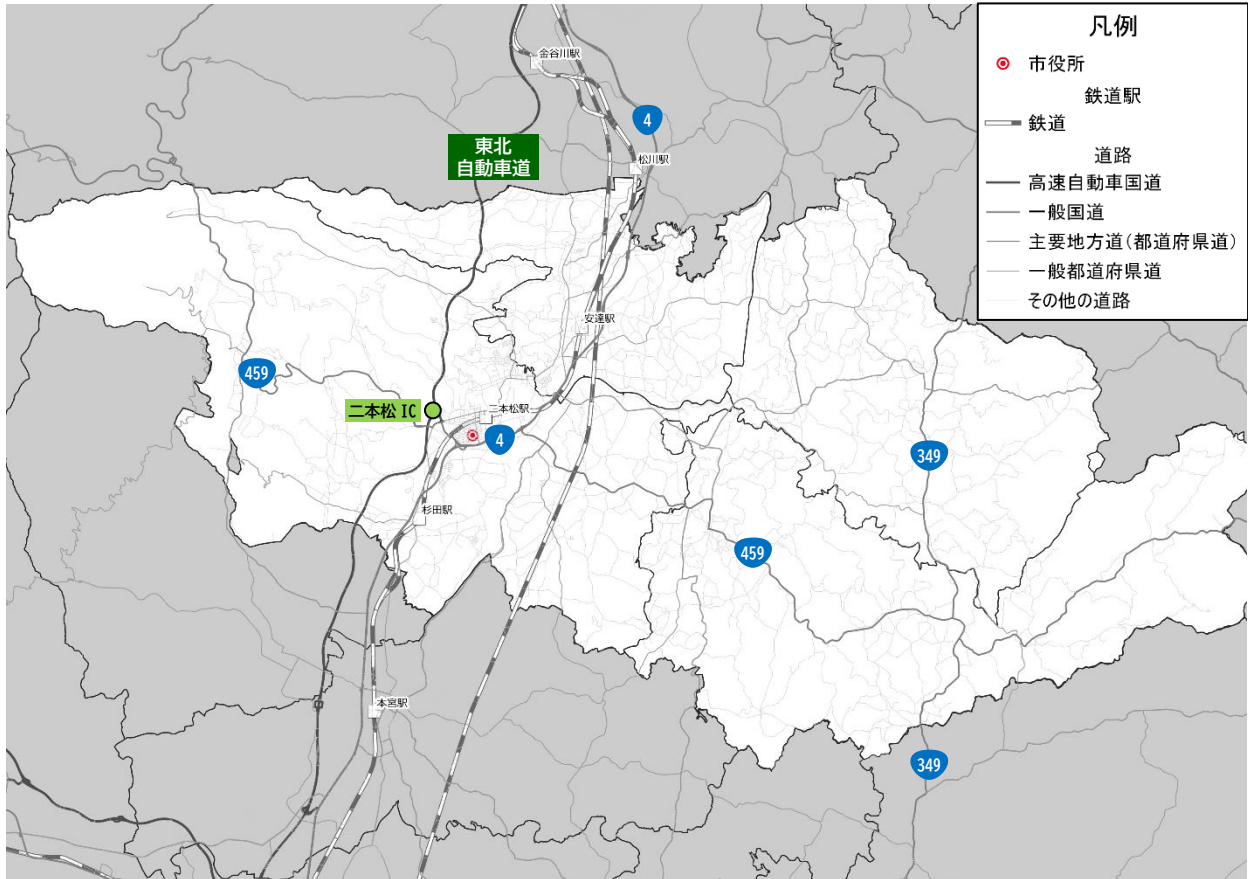 凡例
市役所
鉄道駅
鉄道
道路
高速自動車国道
一般国道
主要地方道(都道府県道)
一般都道府県道
その他の道路
金谷川駅
4
東北
自動車道
松川駅
安達駅
459
二本松 IC
二本松駅
4
349
杉田駅
459
本宮駅
349